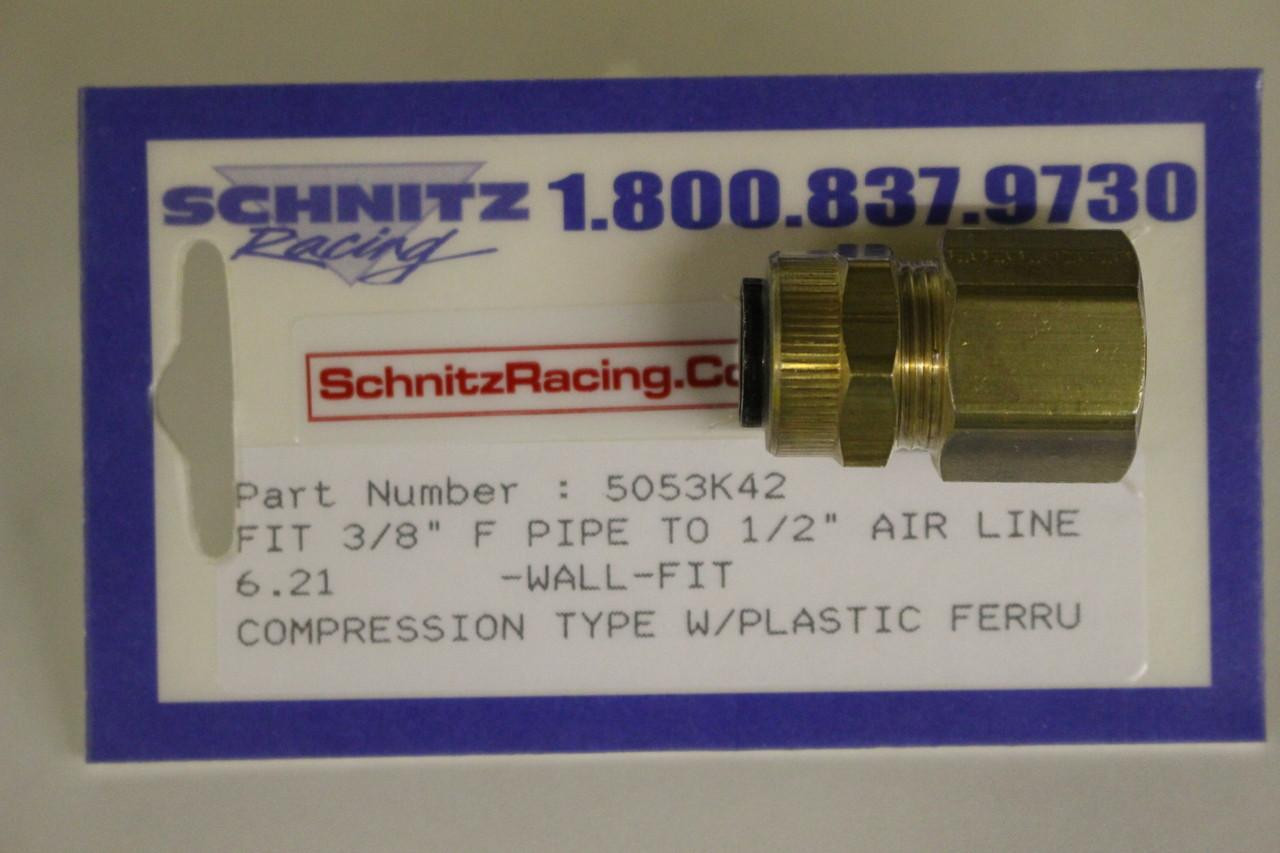 SCHNITZ 1.800.837.9730
Racing
SchnitzRacing.Co
Part Number : 5053K42
FIT 3/8" F PIPE TO 1/2" AIR LINE
6.21 -WALL-FIT
COMPRESSION TYPE W/PLASTIC FERRU